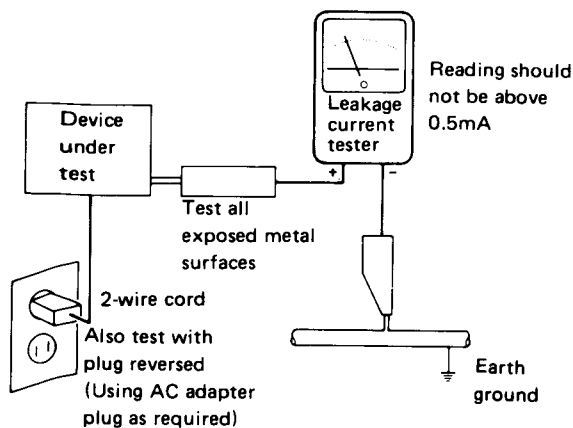 Reading should
not be above
0.5mA
Leakage
current
tester
+ -
Device
under
test
Test all
exposed metal
surfaces
2-wire cord
Also test with
plug reversed
(Using AC adapter
plug as required)
Earth
ground